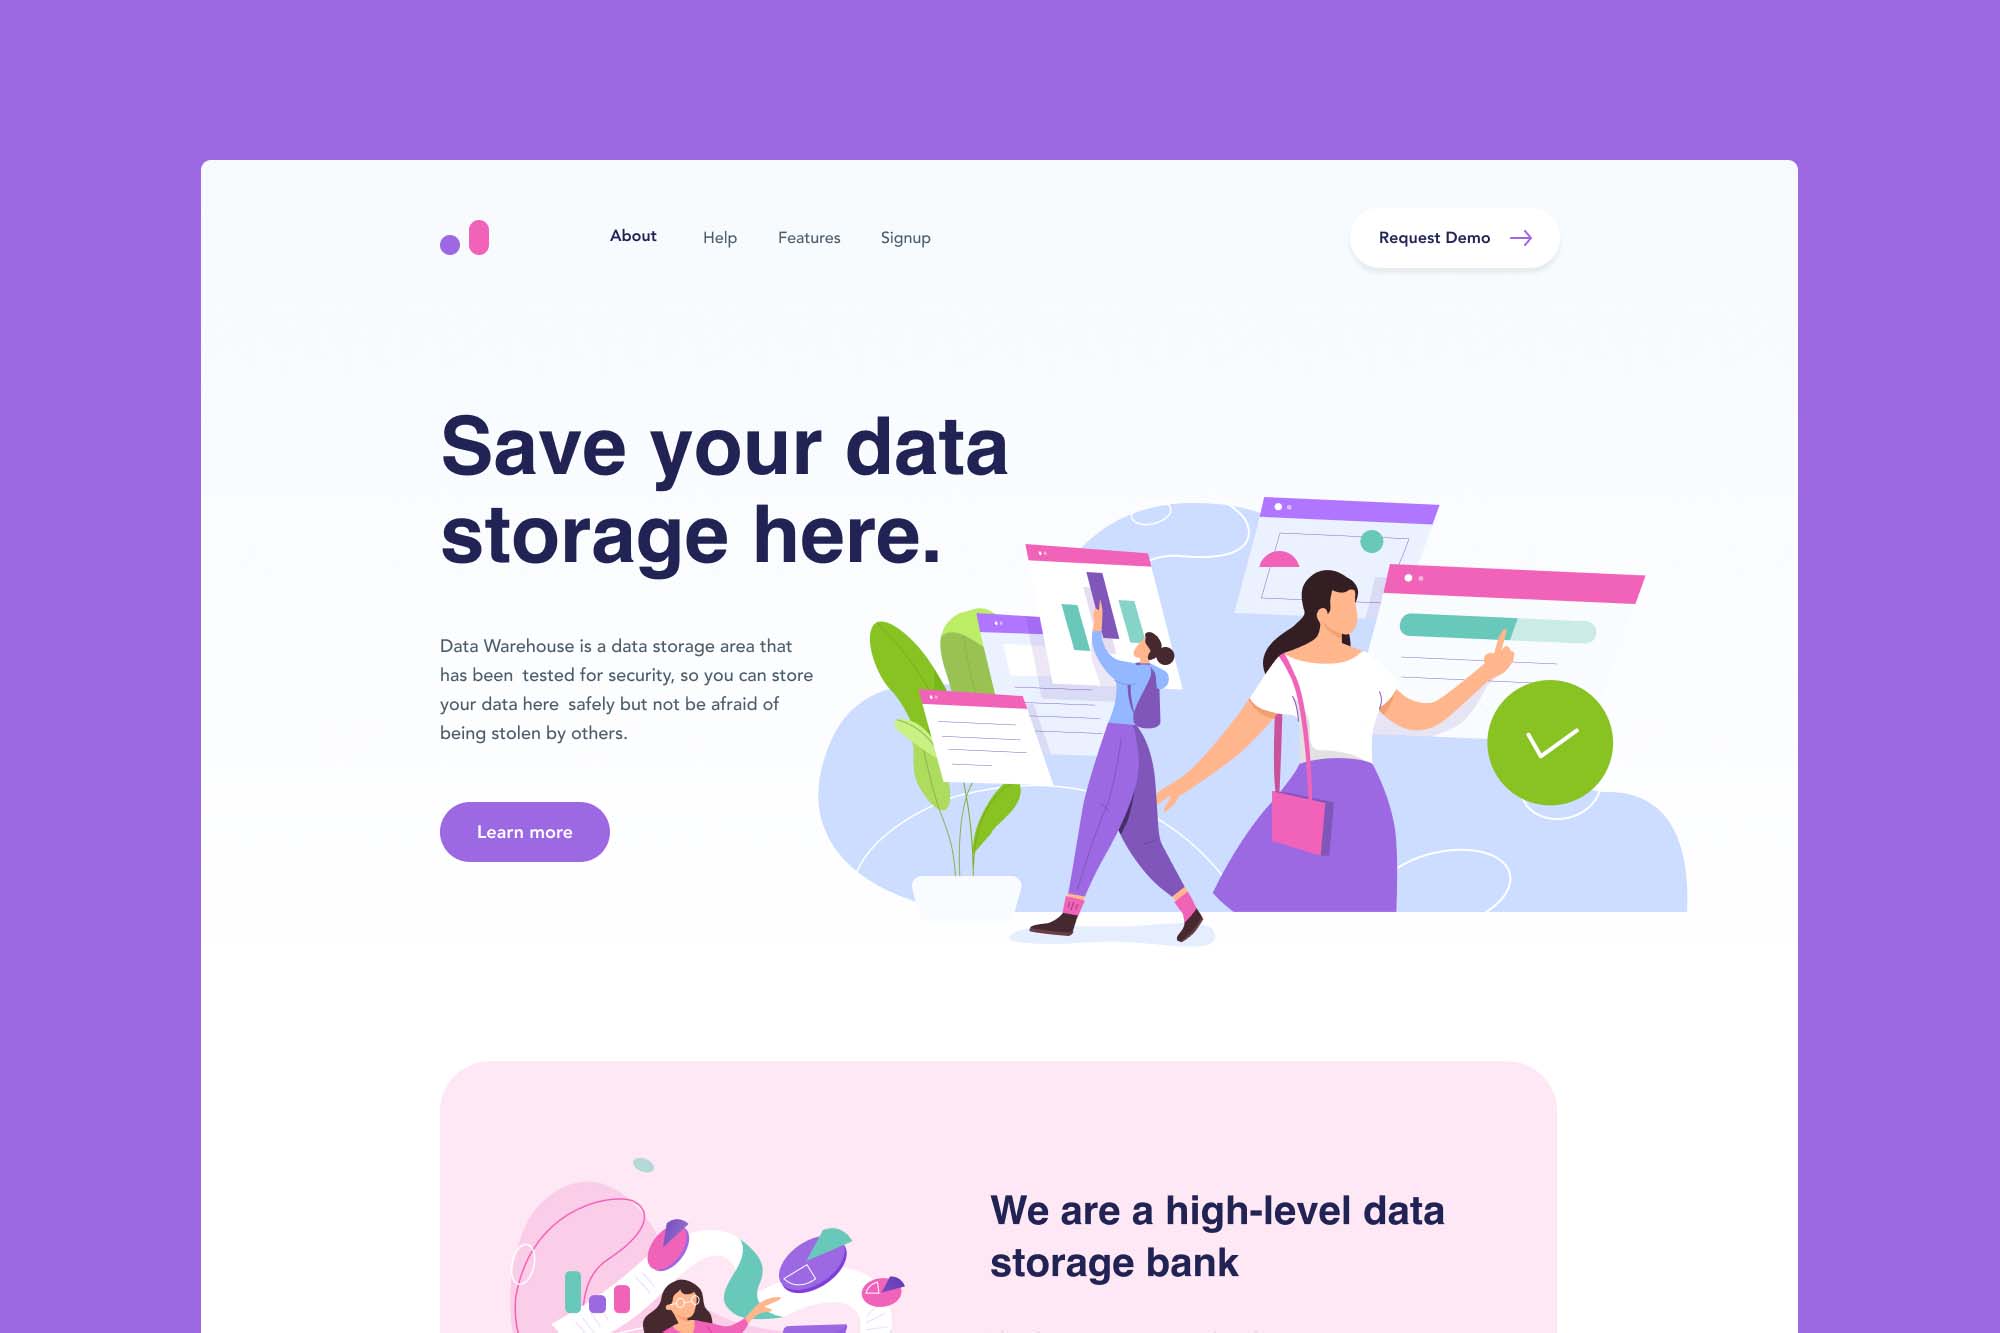 About
Help
Features
Signup
Request Demo
Save your data
storage here.
Data Warehouse is a data storage area that
has been  tested for security, so you can store
your data here  safely but not be afraid of
being stolen by others.
Learn more
We are a high-level data
storage bank